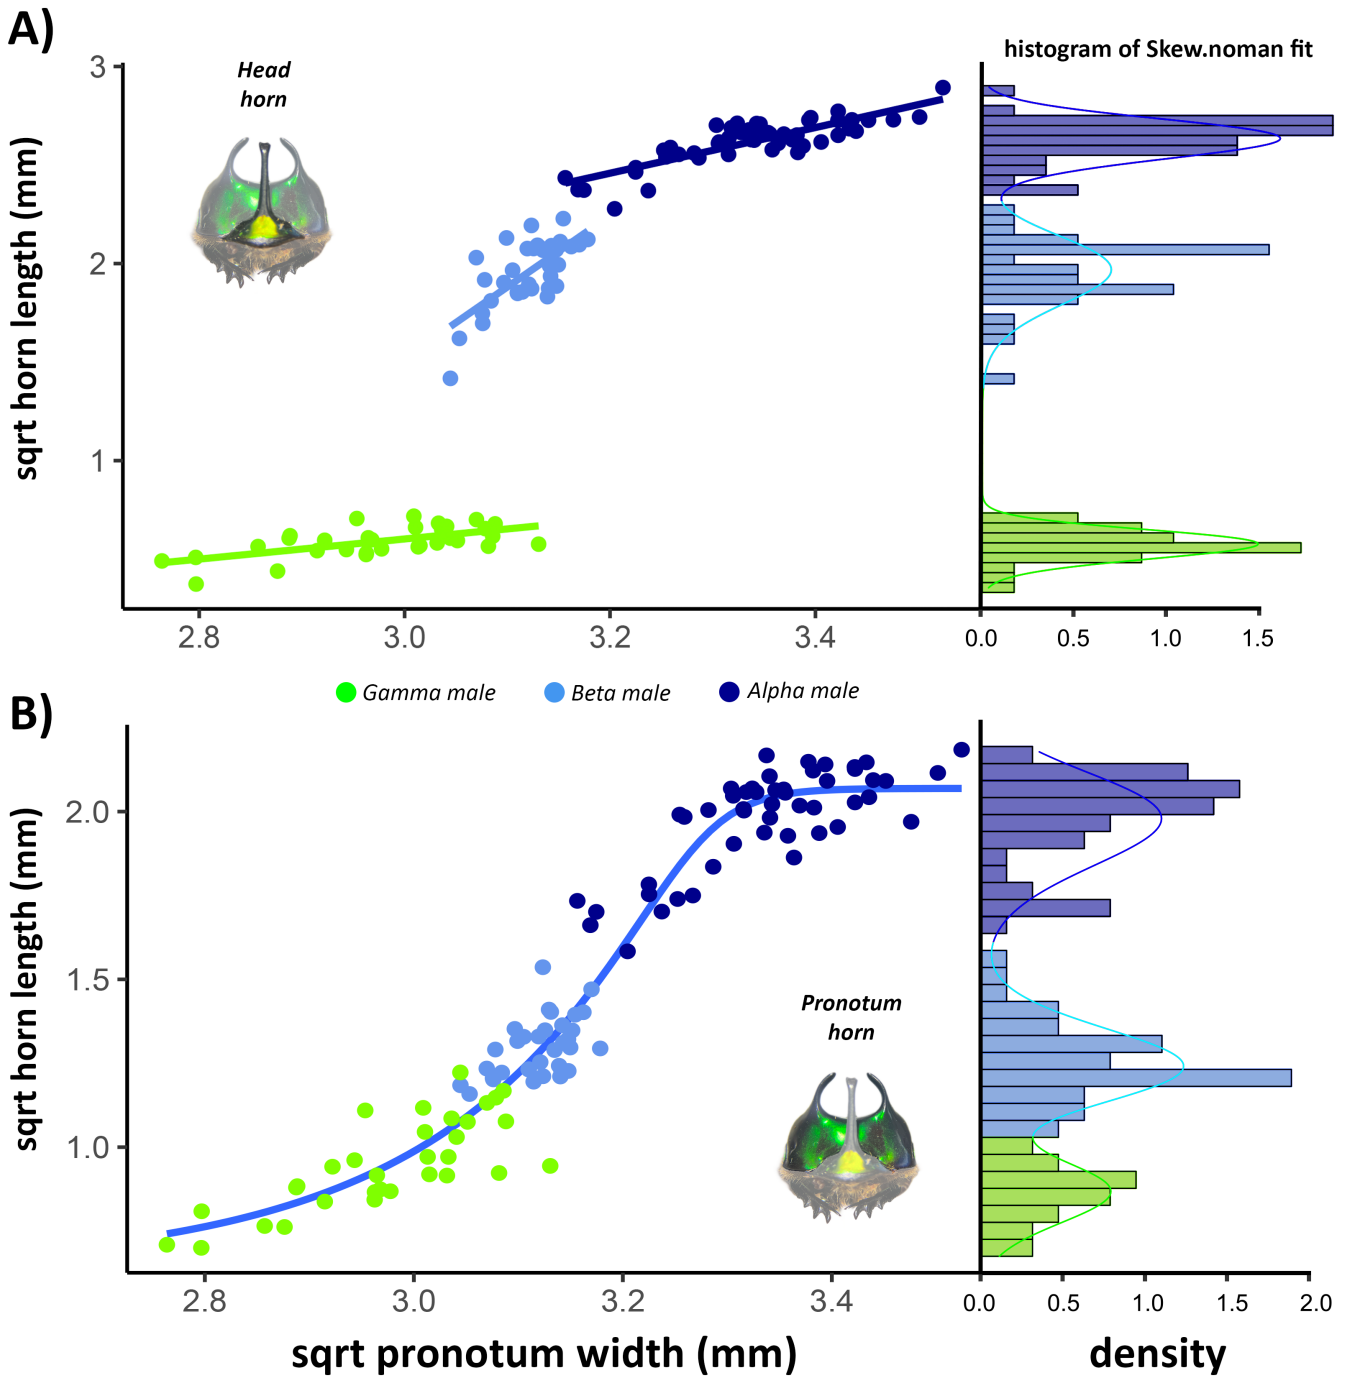 A)
histogram of Skew.noman fit
Head
horn
sqrt horn length (mm)
3
2
1
2.8 3.0 3.2 3.4
0.0 0.5 1.0 1.5
Gamma male Beta male Alpha male
B)
sqrt horn length (mm)
2.0
1.5
1.0
Pronotum
horn
2.8 3.0 3.2 3.4
0.0 0.5 1.0 1.5 2.0
sqrt pronotum width (mm)
density